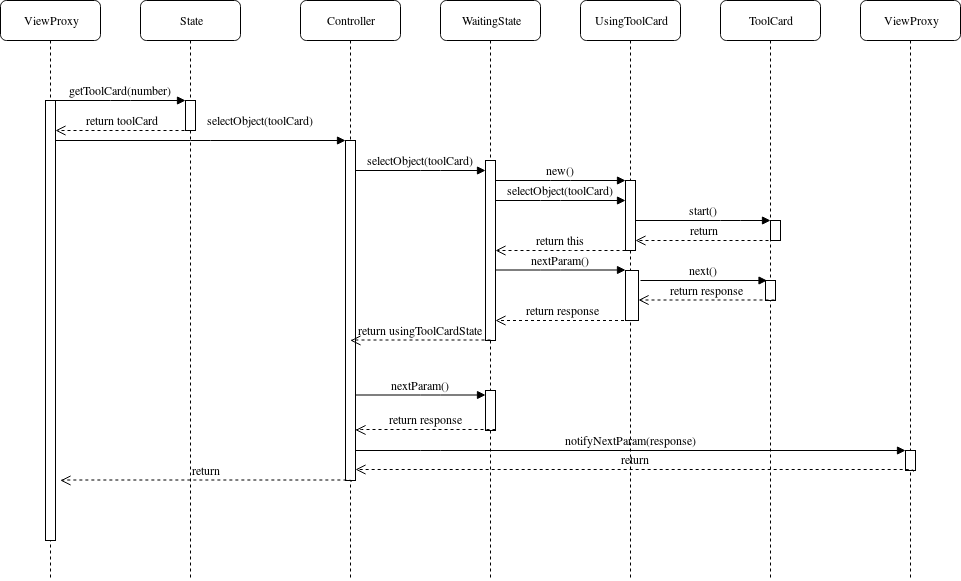 ViewProxy
State
Controller
WaitingState
UsingToolCard
ToolCard
ViewProxy
getToolCard(number)
return toolCard
selectObject(toolCard)
selectObject(toolCard)
new()
selectObject(toolCard)
start()
return
return this
nextParam()
next()
return response
return response
return usingToolCardState
nextParam()
return response
notifyNextParam(response)
return
return